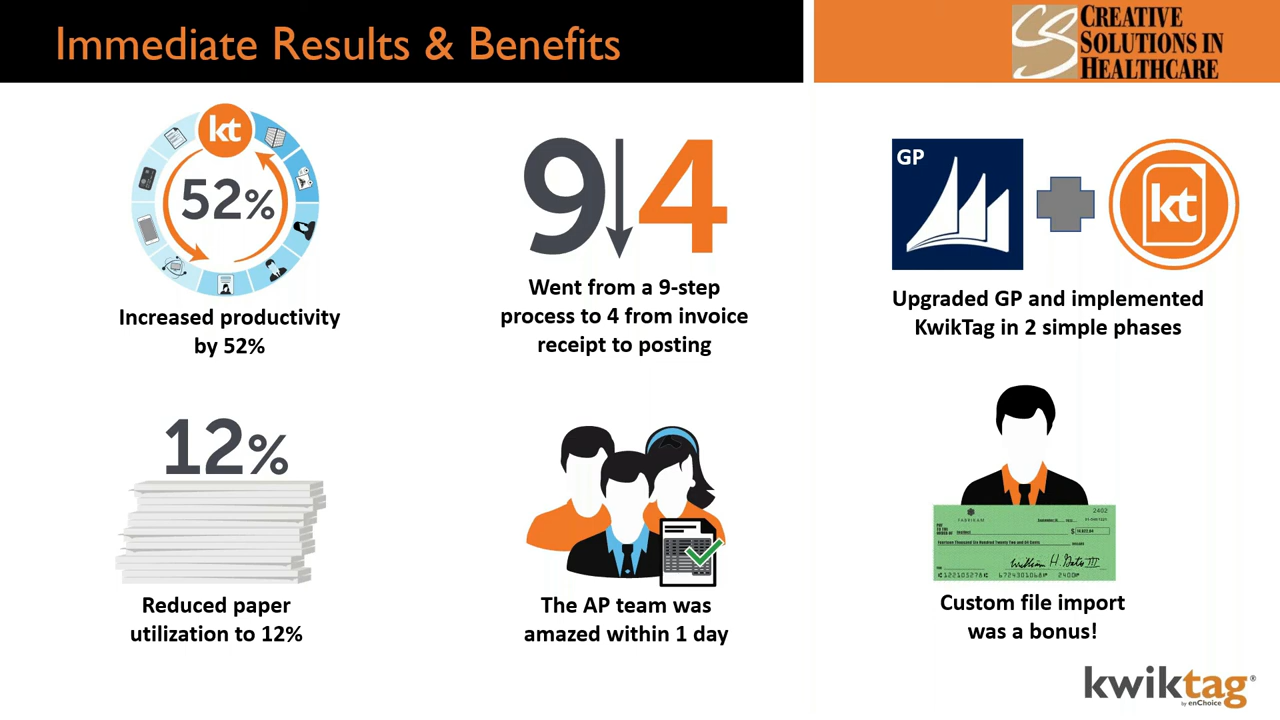 Immediate Results & Benefits
CREATIVE
SOLUTIONS IN
HEALTHCARE
kt
52%
Increased productivity
by 52%
9 4
Went from a 9-step
process to 4 from invoice
receipt to posting
GP
kt
Upgraded GP and implemented
KwikTag in 2 simple phases
12%
Reduced paper
utilization to 12%
The AP team was
amazed within 1 day
2402
FABRIKAM
$
William H. Gates III
Custom file import
was a bonus!
kwiktag®
by enChoice